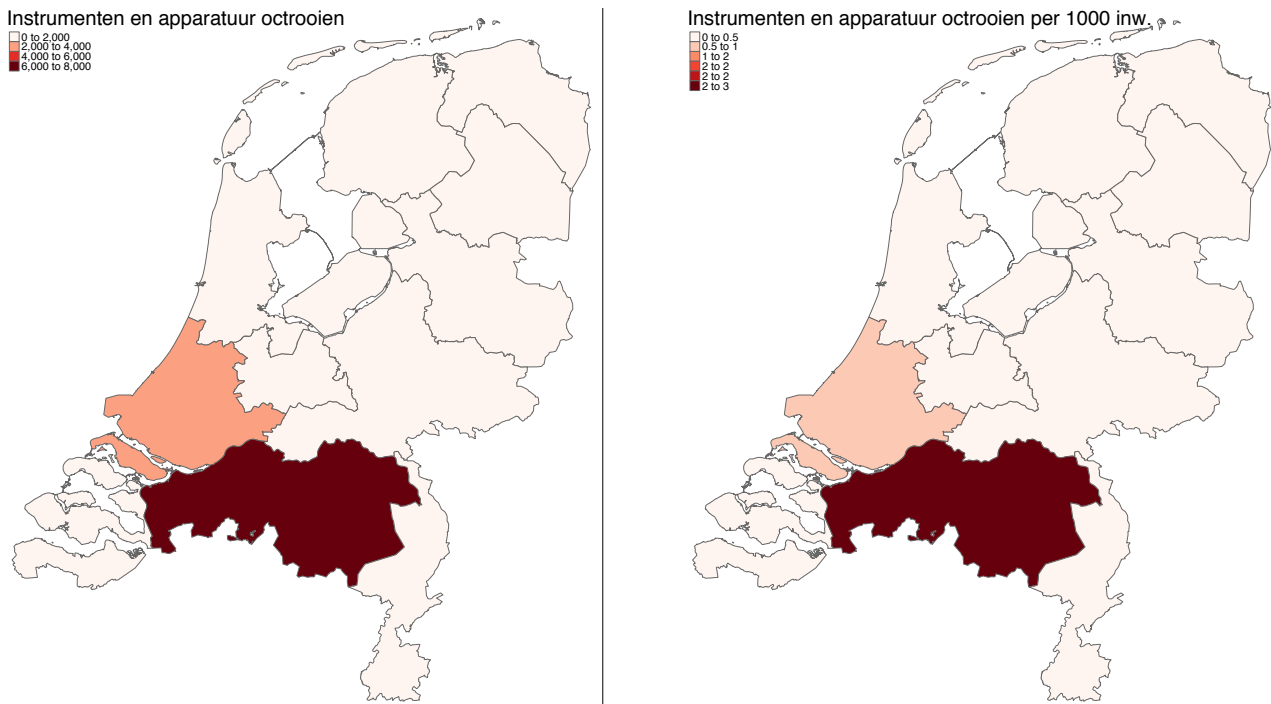 Instrumenten en apparatuur octrooien
0 to 2,000
2,000 to 4,000
4,000 to 6,000
6,000 to 8,000
Instrumenten en apparatuur octrooien per 1000 inw.
0 to 0.5
0.5 to 1
1 to 2
2 to 2
2 to 2
2 to 3